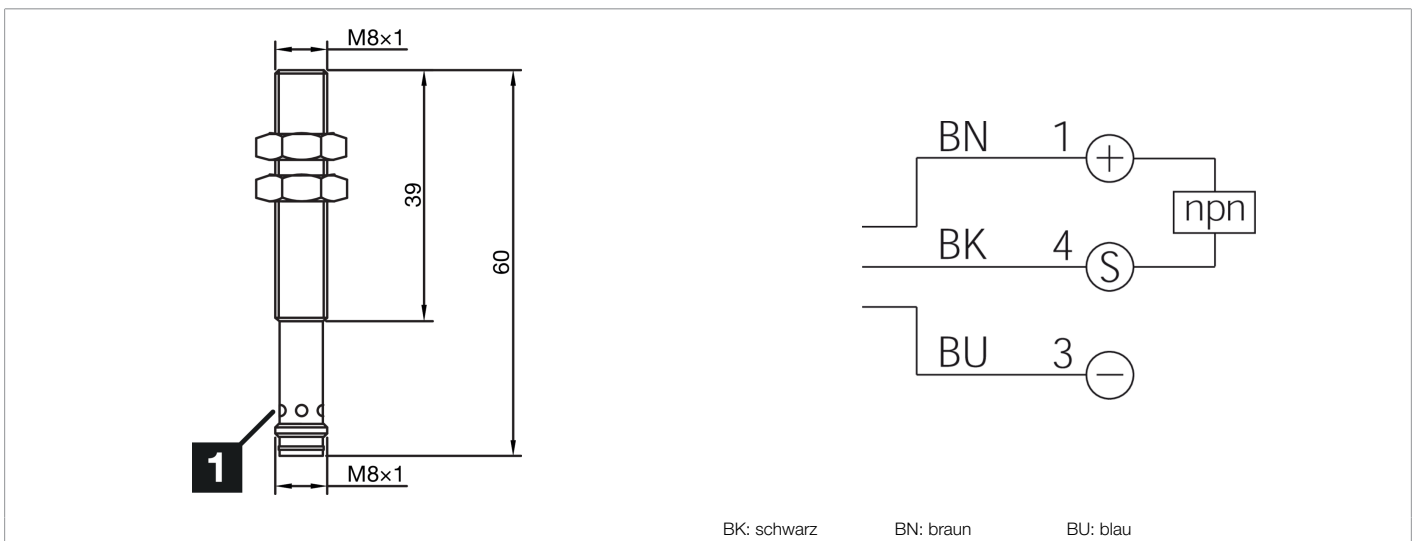 M8×1
39
60
1
M8×1
BN 1 +
npn
BK 4 S
BU 3 −
BK: schwarz BN: braun BU: blau